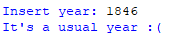 Insert year: 1846
It's a usual year :(